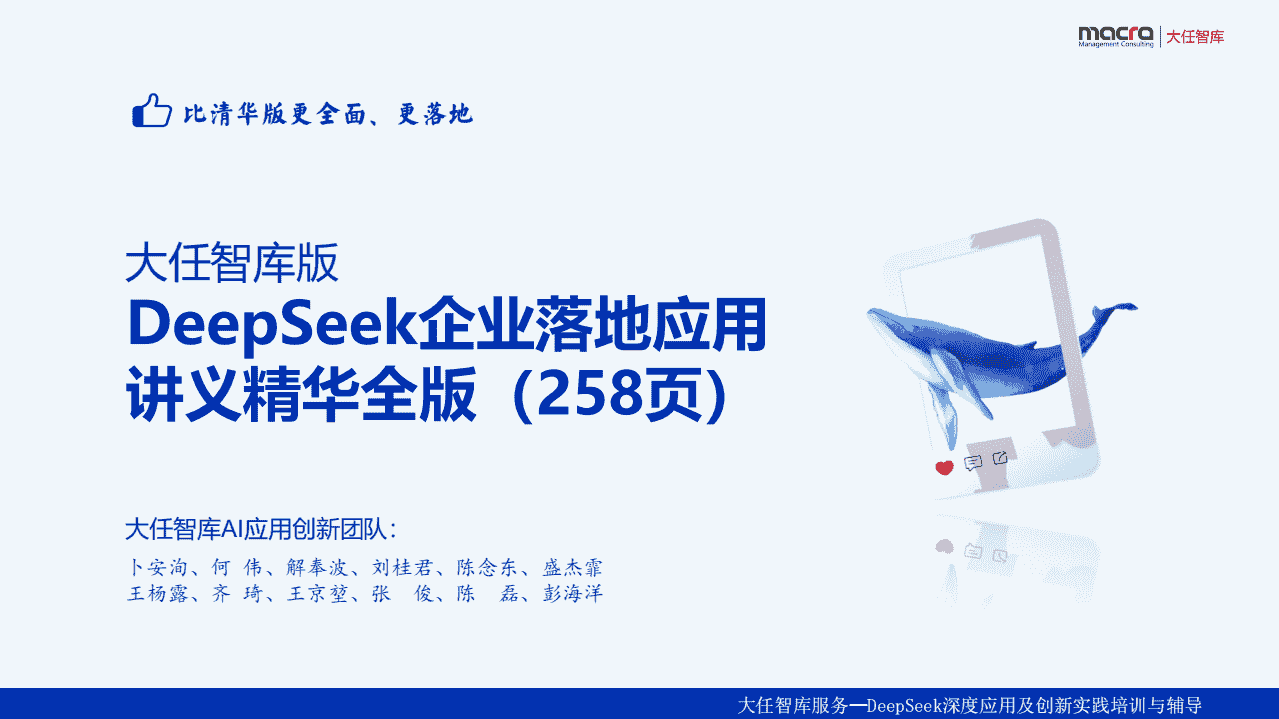 macro
Management Consulting
大任智库
比清华版更全面、更落地
大任智库版
DeepSeek企业落地应用
讲义精华全版（258页）
大任智库AI应用创新团队：
卜安洵、何 伟、解奉波、刘桂君、陈念东、盛杰霏
王杨露、齐 琦、王京堃、张 俊、陈 磊、彭海洋
大任智库服务—DeepSeek深度应用及创新实践培训与辅导